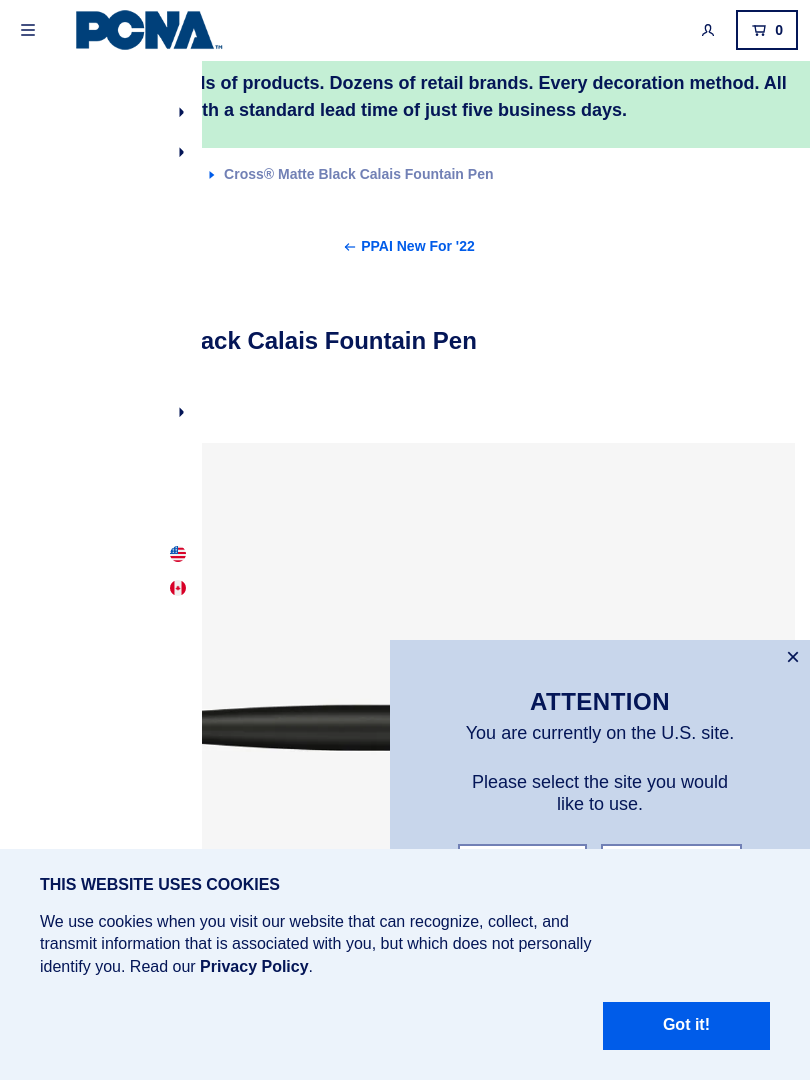 PCNA™
0
of products. Dozens of retail brands. Every decoration method. All
a standard lead time of just five business days.
Cross® Matte Black Calais Fountain Pen
PPAI New For '22
Calais Fountain Pen
ATTENTION
You are currently on the U.S. site.
Please select the site you would
like to use.
THIS WEBSITE USES COOKIES
We use cookies when you visit our website that can recognize, collect, and
transmit information that is associated with you, but which does not personally
identify you. Read our Privacy Policy.
Got it!